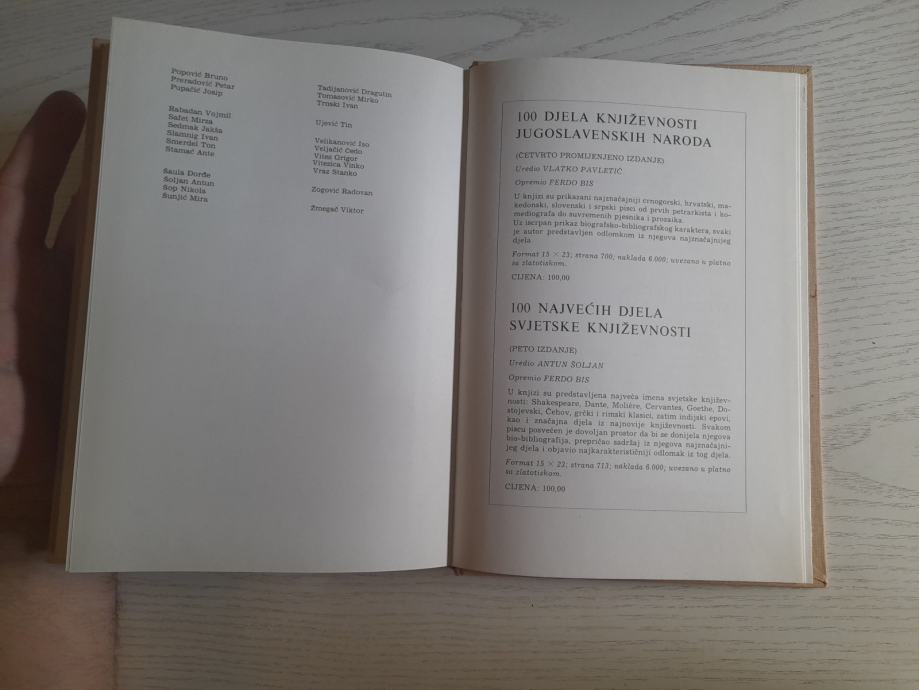 Popović Bruno
Preradović Petar
Pupačić Josip
Rabadan Vojmil
Safet Mirza
Sedmak Jakša
Slamnig Ivan
Smerdel Ton
Stamać Ante
Šaula Đorđe
Šoljan Antun
Šop Nikola
Šunjić Mira
Tadijanović Dragutin
Tomasović Mirko
Trnski Ivan
Ujević Tin
Velikanović Iso
Veljačić Čedo
Vites Grigor
Vitezica Vinko
Vraz Stanko
Zogović Radovan
Žmegač Viktor
100 DJELA KNJIŽEVNOSTI
JUGOSLAVENSKIH NARODA
(ČETVRTO PROMIJENJENO IZDANJE)
Uredio VLATKO PAVLETIĆ
Opremio FERDO BIS
U knjizi su prikazani najznačajniji crnogorski, hrvatski, ma-
kedonski, slovenski i srpski pisci od prvih petrarkista i ko-
mediografa do suvremenih pjesnika i prozaika.
Uz iscrpan prikaz biografsko-bibliografskog karaktera, svaki
je autor predstavljen odlomkom iz njegova najznačajnijeg
djela
Format 15 × 23; strana 700; naklada 6.000; uvezano u platno
sa zlatotiskom.
CIJENA: 100,00
100 NAJVEĆIH DJELA
SVJETSKE KNJIŽEVNOSTI
(PETO IZDANJE)
Uredio ANTUN ŠOLJAN
Opremio FERDO BIS
U knjizi su predstavljena najveća imena svjetske književ-
nosti: Shakespeare, Dante, Molière, Cervantes, Goethe, Do-
stojevski, Čehov, grčki i rimski klasici, zatim indijski epovi,
kao i značajna djela iz najnovije književnosti. Svakom
piscu posvećen je dovoljan prostor da bi se donijela njegova
bio-bibliografija, prepričao sadržaj iz njegova najznačajni-
jeg djela i objavio najkarakterističniji odlomak iz tog djela.
Format 15 × 23; strana 713; naklada 6.000; uvezano u platno
sa zlatotiskom.
CIJENA: 100,00